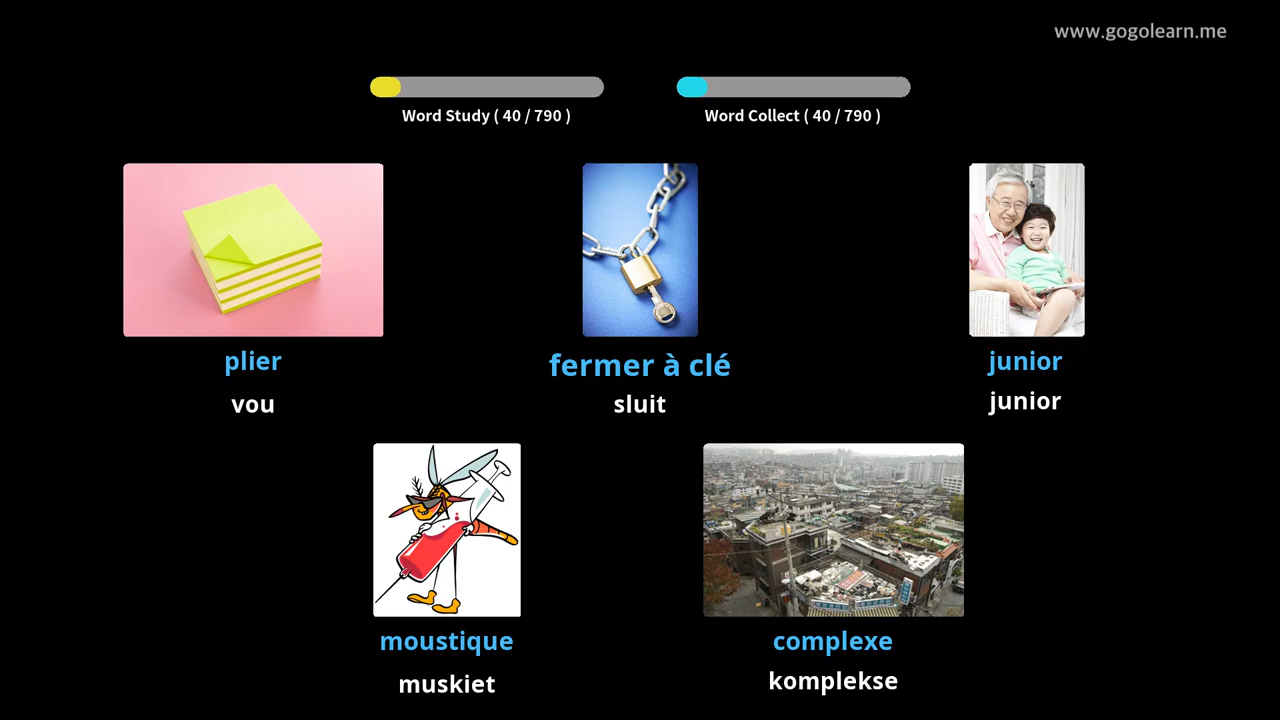 www.gogolearn.me
Word Study ( 40 / 790 )
Word Collect ( 40 / 790 )
plier
fermer à clé
junior
vou
sluit
junior
moustique
complexe
muskiet
komplekse